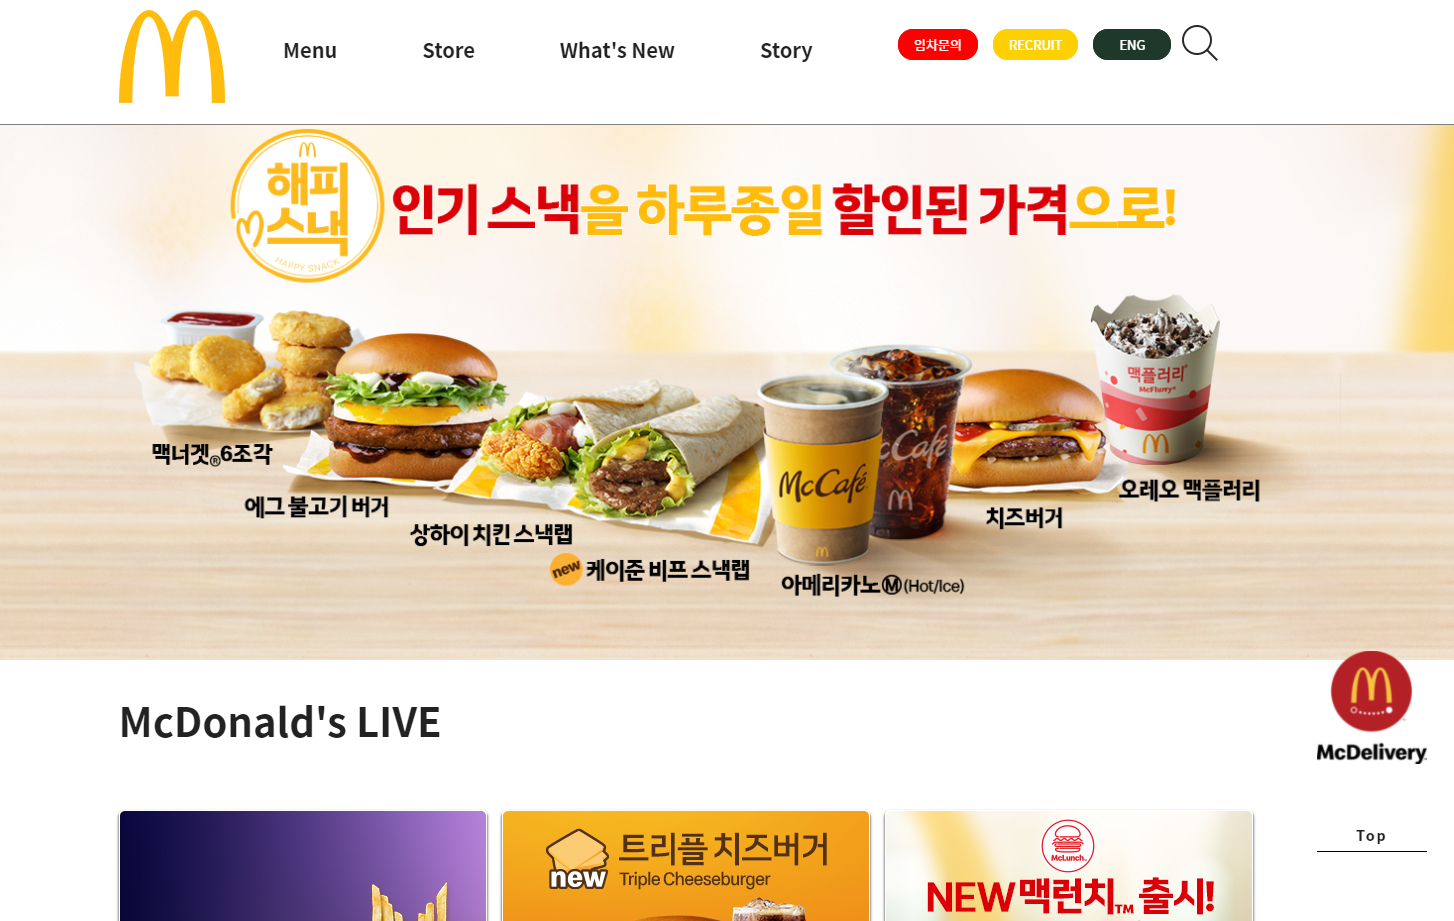 Menu
Store
What's New
Story
임차문의
RECRUIT
ENG
해피
스낵
HAPPY SNACK
인기 스낵을 하루종일 할인된 가격으로!
맥플러리®
McFlurry®
McCafé
McCafé
맥너겟®6조각
에그 불고기 버거
상하이 치킨 스낵랩
new 케이준 비프 스낵랩
아메리카노Ⓜ(Hot/Ice)
치즈버거
오레오 맥플러리
McDonald's LIVE
McDelivery
Top
new
트리플 치즈버거
Triple Cheeseburger
McLunch™
NEW 맥런치™ 출시!